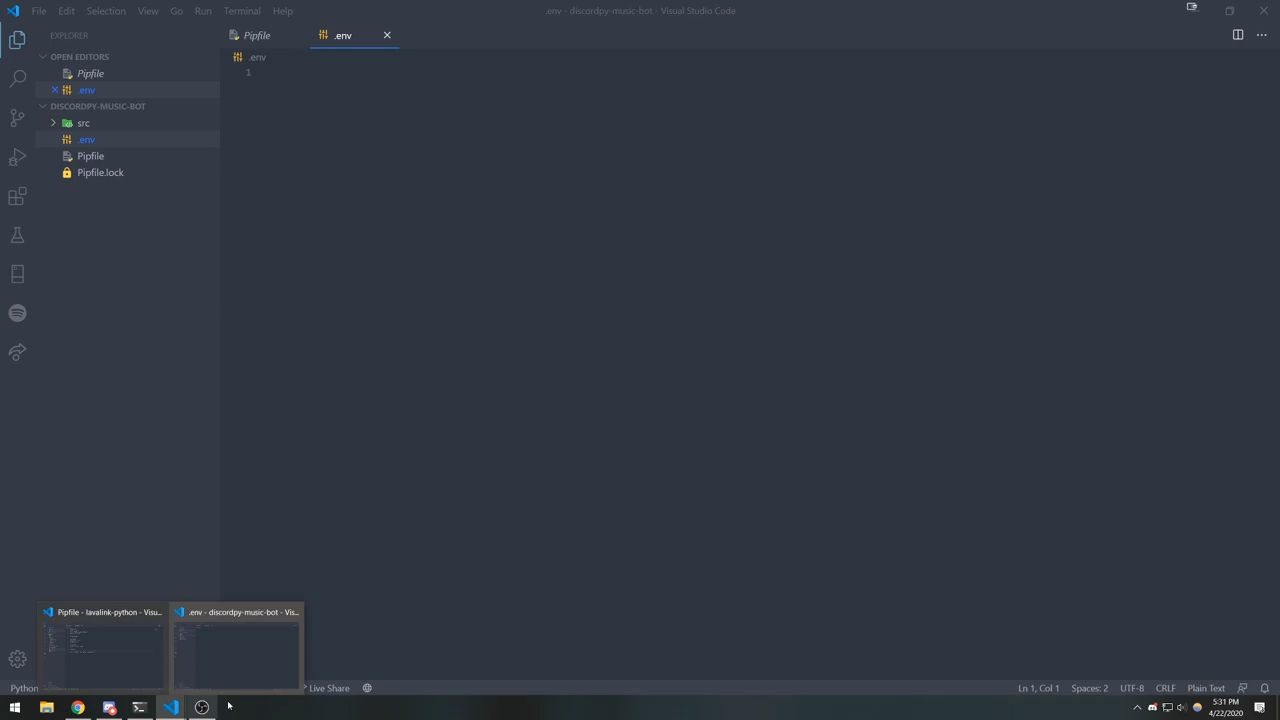 File Edit Selection View Go Run Terminal Help
.env - discordpy-music-bot - Visual Studio Code
EXPLORER
Pipfile
.env
OPEN EDITORS
Pipfile
.env
DISCORDPY-MUSIC-BOT
src
.env
Pipfile
Pipfile.lock
.env
1
Pipfile - lavalink-python - Visu...
.env - discordpy-music-bot - Vis...
Python
Live Share
Ln 1, Col 1
Spaces: 2
UTF-8
CRLF
Plain Text
5:31 PM
4/22/2020